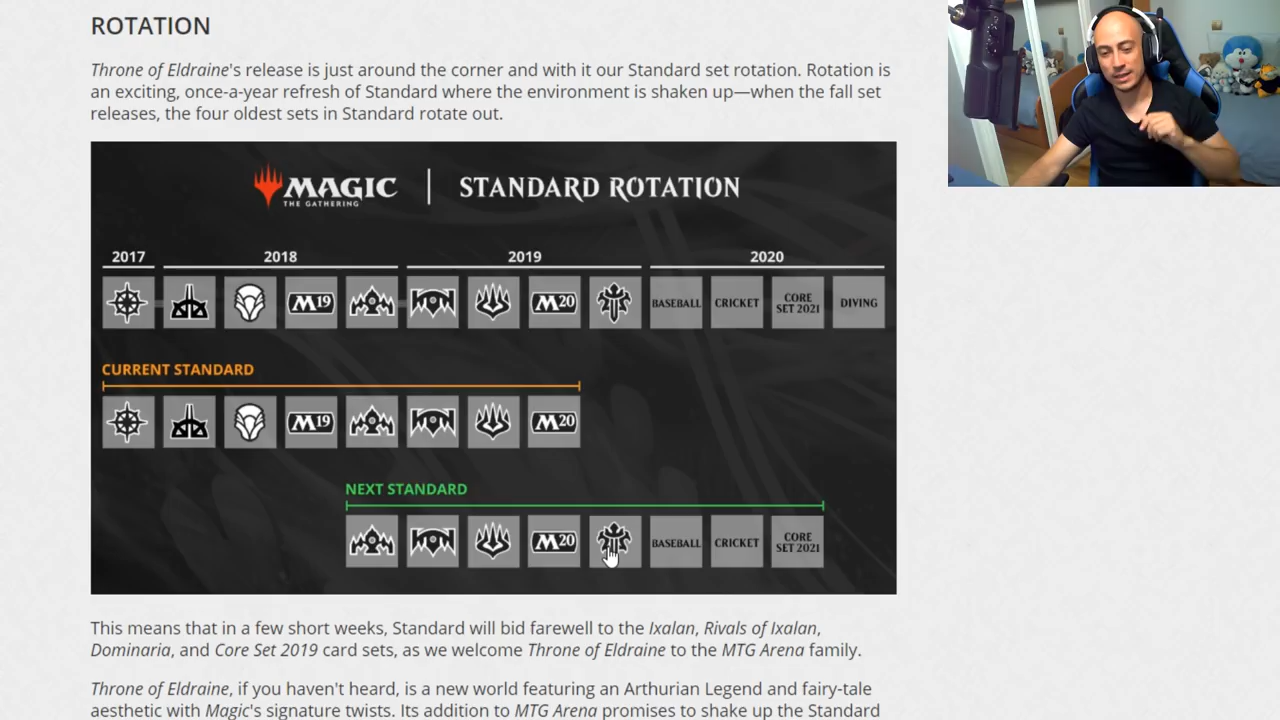 ROTATION
Throne of Eldraine's release is just around the corner and with it our Standard set rotation. Rotation is
an exciting, once-a-year refresh of Standard where the environment is shaken up—when the fall set
releases, the four oldest sets in Standard rotate out.
MAGIC
THE GATHERING
STANDARD ROTATION
2017 2018 2019 2020
M19 M20 BASEBALL CRICKET CORE SET 2021 DIVING
CURRENT STANDARD
M19 M20
NEXT STANDARD
M20 BASEBALL CRICKET CORE SET 2021
This means that in a few short weeks, Standard will bid farewell to the Ixalan, Rivals of Ixalan,
Dominaria, and Core Set 2019 card sets, as we welcome Throne of Eldraine to the MTG Arena family.
Throne of Eldraine, if you haven't heard, is a new world featuring an Arthurian Legend and fairy-tale
aesthetic with Magic's signature twists. Its addition to MTG Arena promises to shake up the Standard